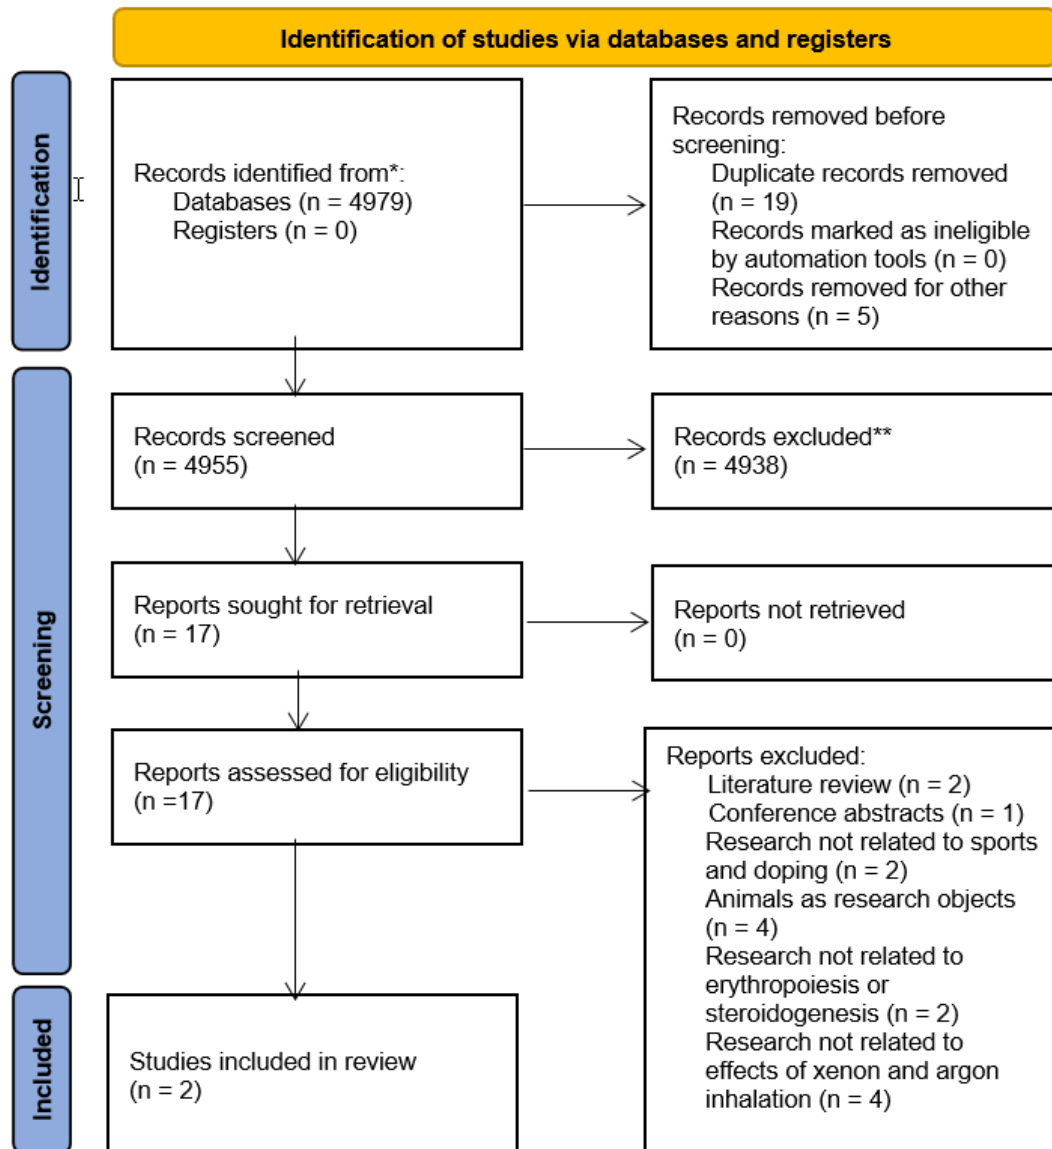 Identification of studies via databases and registers
Identification
Records identified from*:
Databases (n = 4979)
Registers (n = 0)
Records removed before
screening:
Duplicate records removed
(n = 19)
Records marked as ineligible
by automation tools (n = 0)
Records removed for other
reasons (n = 5)
Screening
Records screened
(n = 4955)
Records excluded**
(n = 4938)
Reports sought for retrieval
(n = 17)
Reports not retrieved
(n = 0)
Reports assessed for eligibility
(n =17)
Reports excluded:
Literature review (n = 2)
Conference abstracts (n = 1)
Research not related to sports
and doping (n = 2)
Animals as research objects
(n = 4)
Research not related to
erythropoiesis or
steroidogenesis (n = 2)
Research not related to
effects of xenon and argon
inhalation (n = 4)
Included
Studies included in review
(n = 2)